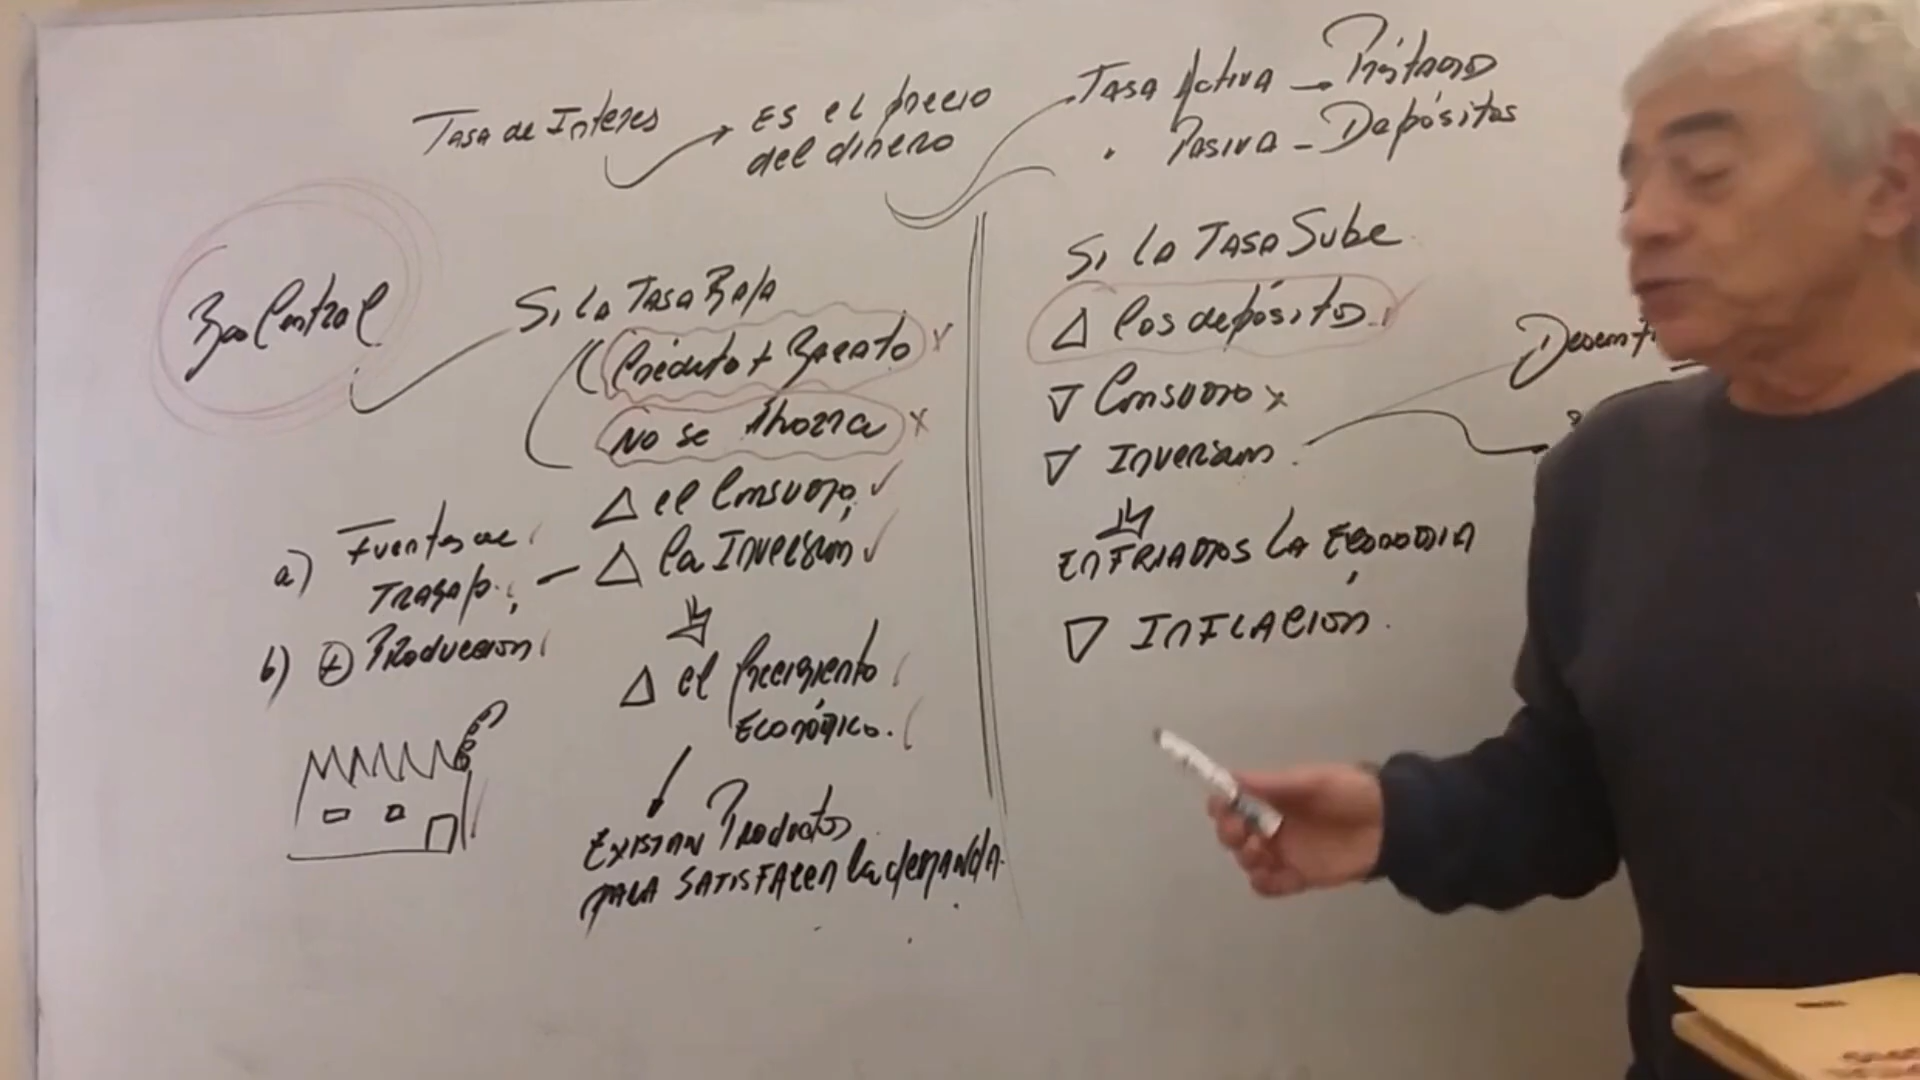 Tasa de Interes
Es el precio
del dinero
Tasa Activa - Préstamo
Pasiva - Depósitos
Bco Central
Si la Tasa Baja
Crédito + Barato x
No se Ahorra x
△ el Consumo, ✓
△ la Inversión ✓
a) Fuentes de
Trabajo.
b) + Producción
△ el Crecimiento
Económico.
Existan Productos
para satisfacer la demanda.
Si la Tasa Sube
△ los depósitos.
▽ Consumo x
▽ Inversion.
Enfriamos la Economia
▽ Inflación.